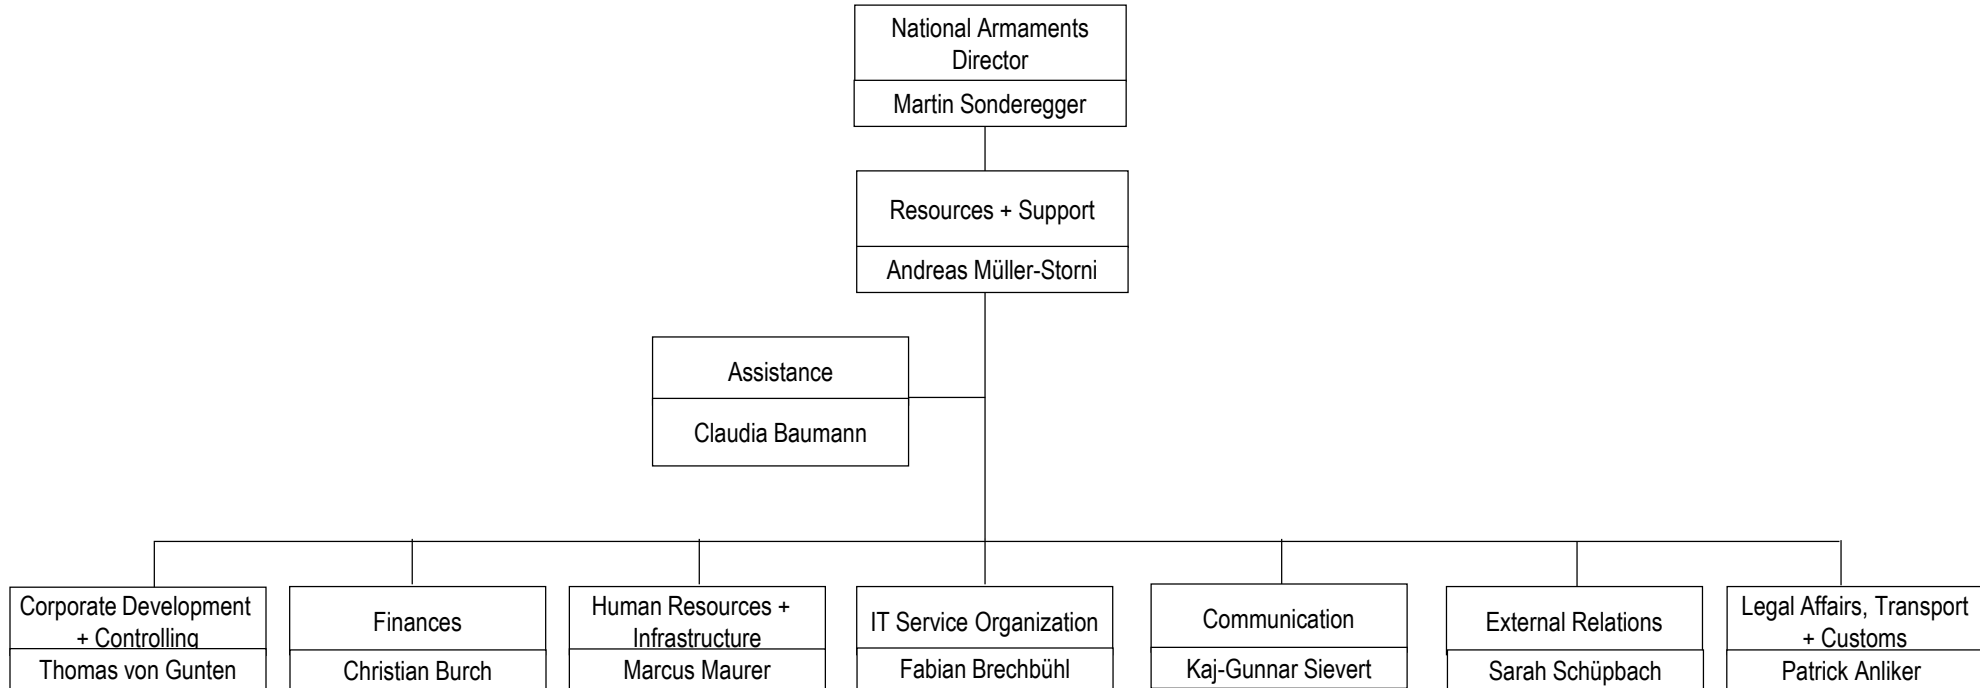 National Armaments
Director
Martin Sonderegger
Resources + Support
Andreas Müller-Storni
Assistance
Claudia Baumann
Corporate Development
+ Controlling
Thomas von Gunten
Finances
Christian Burch
Human Resources +
Infrastructure
Marcus Maurer
IT Service Organization
Fabian Brechbühl
Communication
Kaj-Gunnar Sievert
External Relations
Sarah Schüpbach
Legal Affairs, Transport
+ Customs
Patrick Anliker